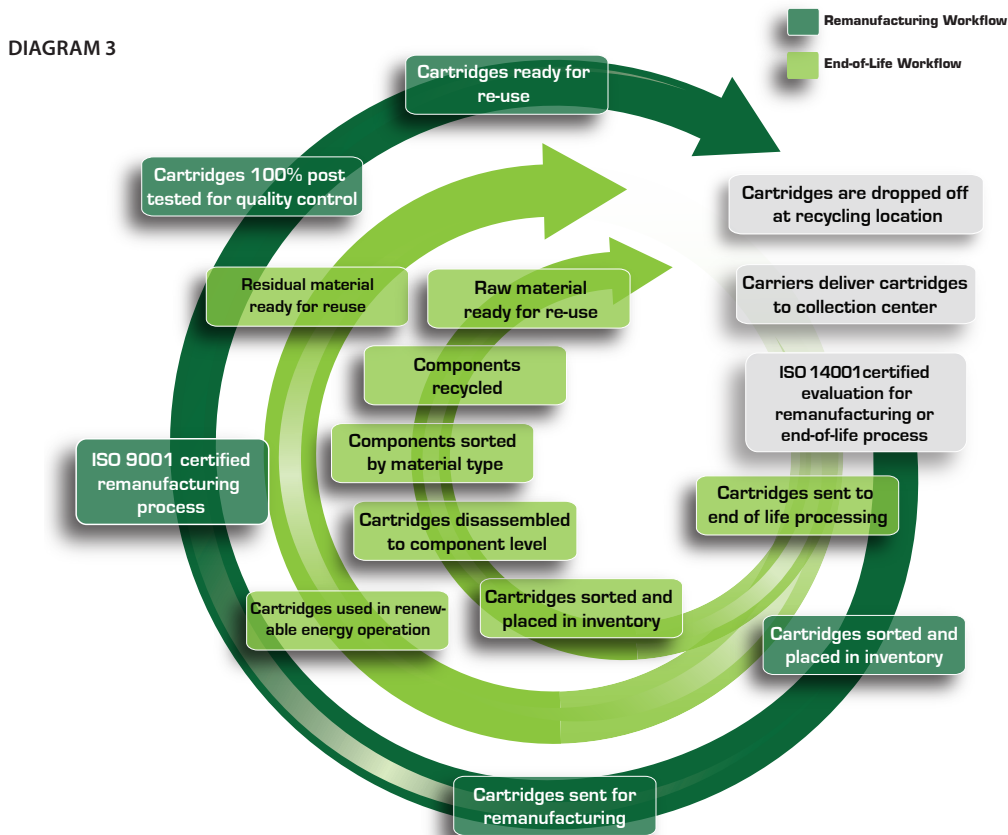 DIAGRAM 3
Remanufacturing Workflow
End-of-Life Workflow
Cartridges ready for
re-use
Cartridges 100% post
tested for quality control
Cartridges are dropped off
at recycling location
Residual material
ready for reuse
Raw material
ready for re-use
Carriers deliver cartridges
to collection center
Components
recycled
ISO 14001certified
evaluation for
remanufacturing or
end-of-life process
ISO 9001 certified
remanufacturing
process
Components sorted
by material type
Cartridges sent to
end of life processing
Cartridges disassembled
to component level
Cartridges used in renew-
able energy operation
Cartridges sorted and
placed in inventory
Cartridges sorted and
placed in inventory
Cartridges sent for
remanufacturing